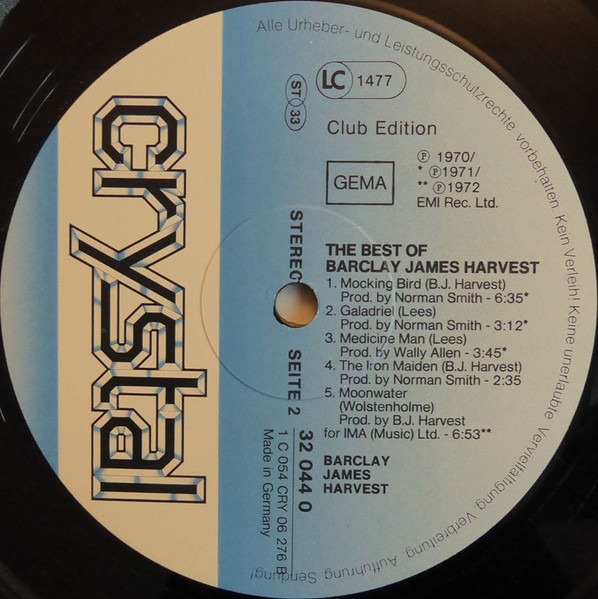 Alle Urheber- und Leistungsschutzrechte vorbehalten. Kein Verleih! Keine unerlaubte Vervielfältigung, Verbreitung, Aufführung, Sendung!
crystal
ST 33
LC 1477
Club Edition
GEMA
Ⓟ 1970/
* Ⓟ1971/
** Ⓟ1972
EMI Rec. Ltd.
STEREO
SEITE 2
THE BEST OF
BARCLAY JAMES HARVEST
1. Mocking Bird (B.J. Harvest)
Prod. by Norman Smith - 6:35*
2. Galadriel (Lees)
Prod. by Norman Smith - 3:12*
3. Medicine Man (Lees)
Prod. by Wally Allen - 3:45*
4. The Iron Maiden (B.J. Harvest)
Prod. by Norman Smith - 2:35
5. Moonwater
(Wolstenholme)
Prod. by B.J. Harvest
for IMA (Music) Ltd. - 6:53**
BARCLAY
JAMES
HARVEST
32 044 0
1 C 054 CRY 06 276 B
Made in Germany